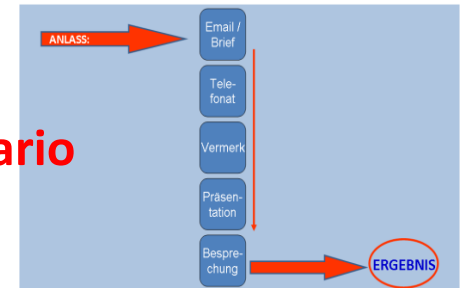 ANLASS:
Email /
Brief
Tele-
fonat
Vermerk
ario
Präsen-
tation
Bespre-
chung
ERGEBNIS